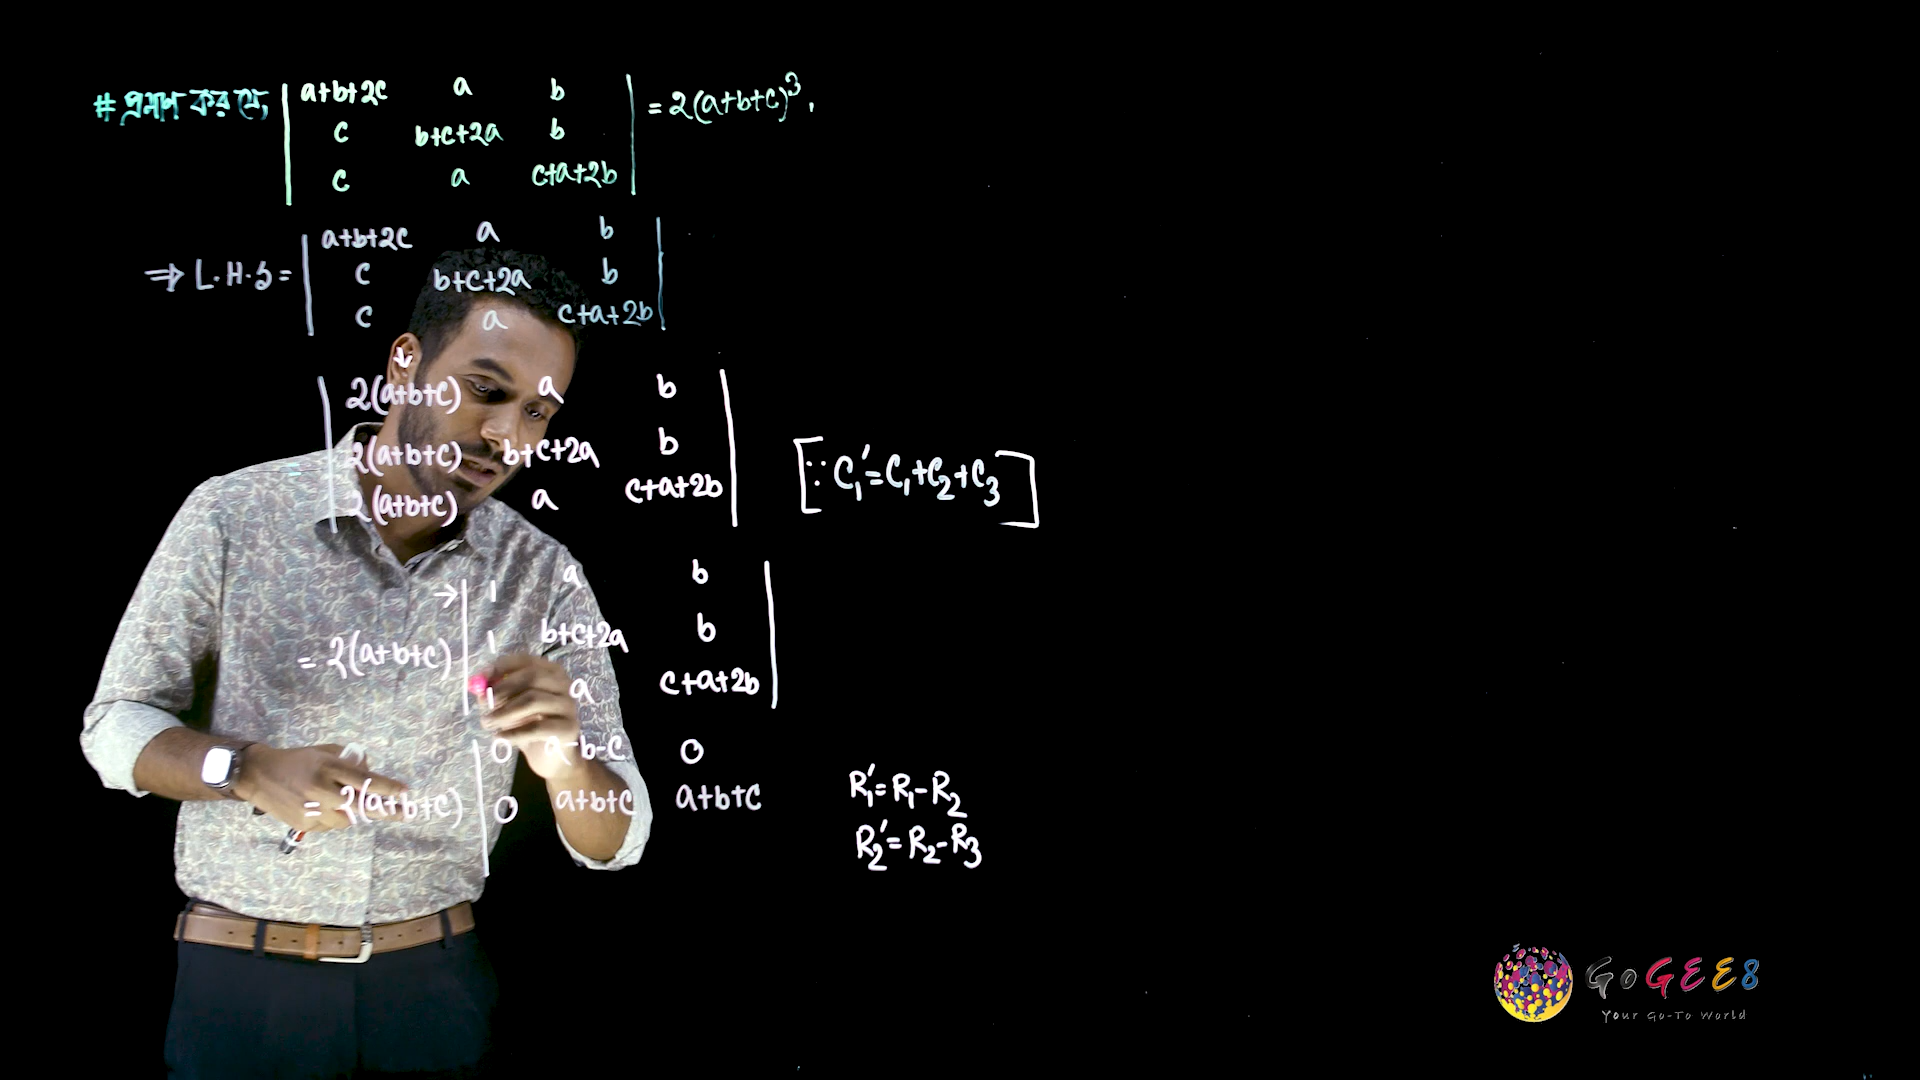 # প্রমাণ কর যে, | a+b+2c a b | = 2(a+b+c)³,
| c b+c+2a b |
| c a c+a+2b |
| a+b+2c a b |
⇒ L.H.S = | c b+c+2a b |
| c a c+a+2b |
| 2(a+b+c) a b |
| 2(a+b+c) b+c+2a b | [∵ C₁′=C₁+C₂+C₃]
| 2(a+b+c) a c+a+2b |
→ | 1 a b |
= 2(a+b+c) | 1 b+c+2a b |
| 1 a c+a+2b |
| 0 a-b-c 0
= 2(a+b+c) | 0 a+b+c a+b+c
R₁′=R₁-R₂
R₂′=R₂-R₃
GoGEE8
Your Go-To World